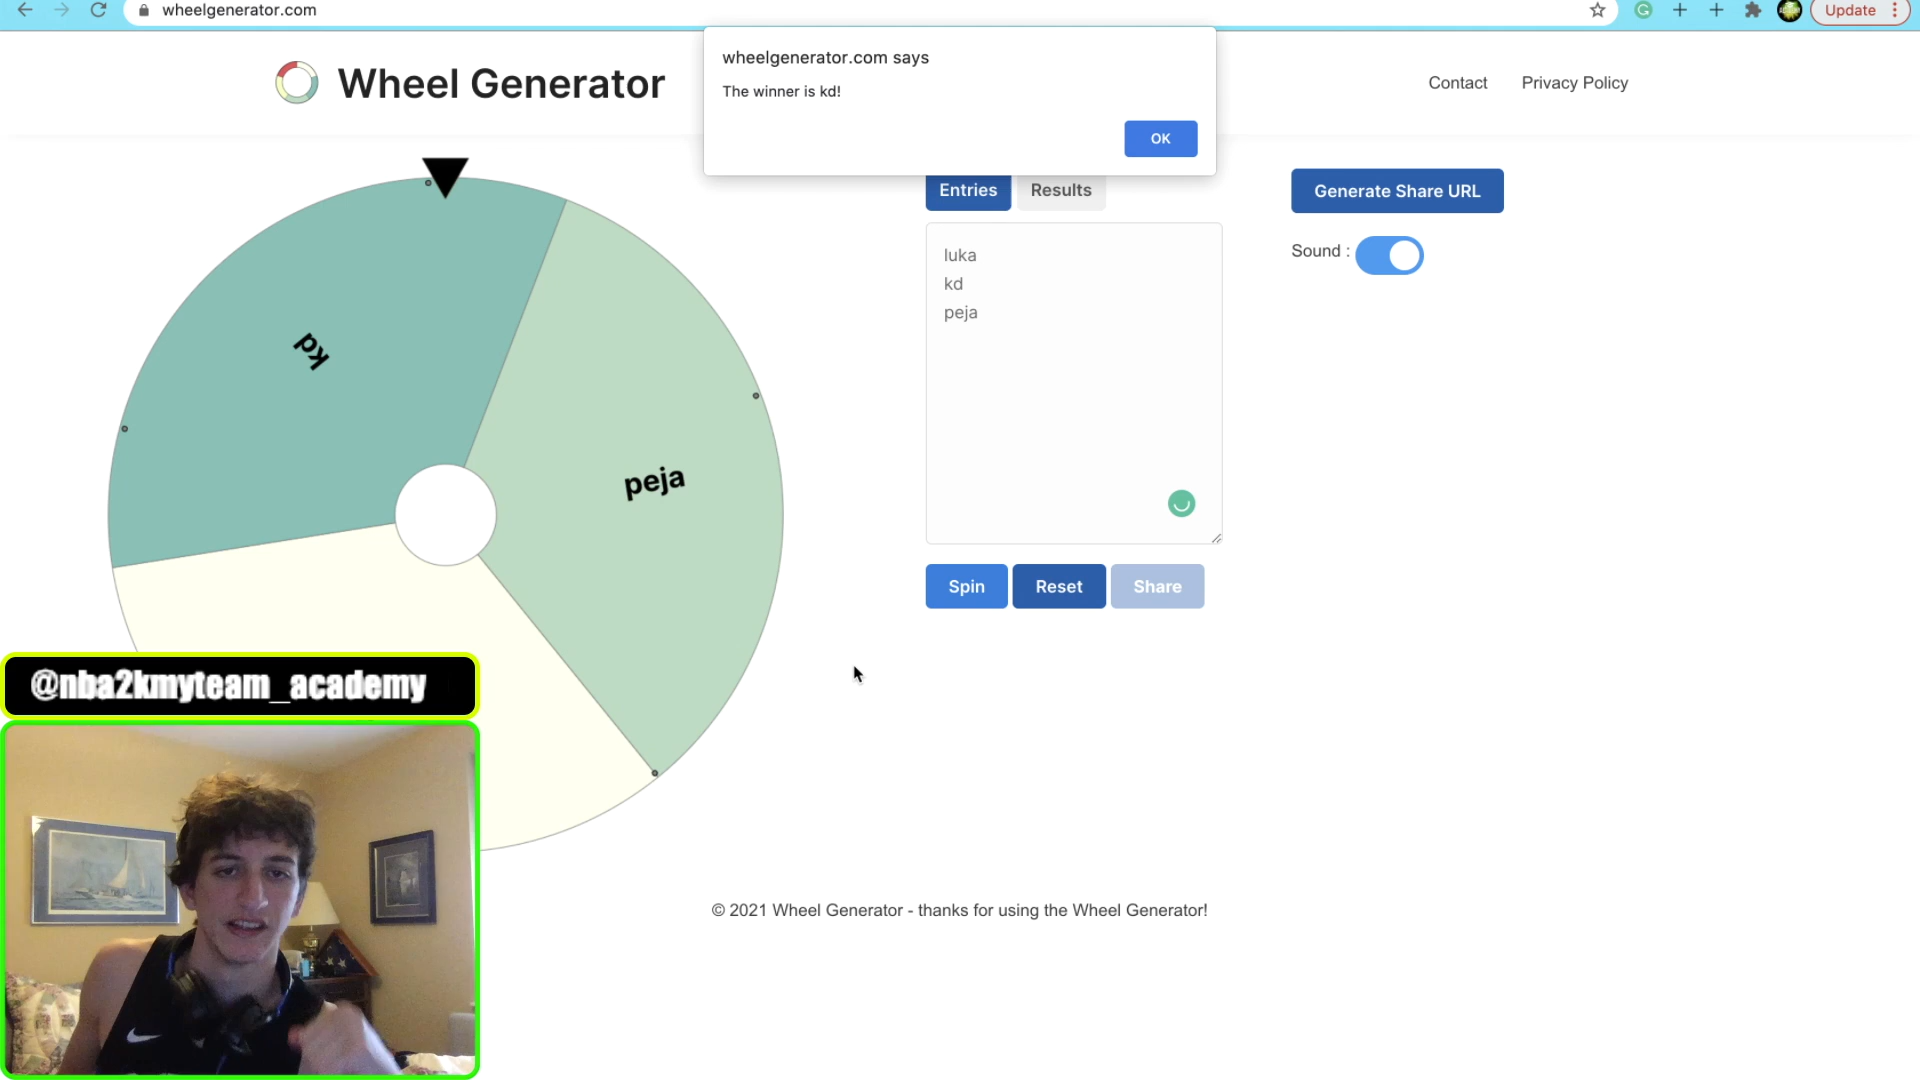 wheelgenerator.com
Update
Wheel Generator
wheelgenerator.com says
The winner is kd!
OK
Contact
Privacy Policy
Entries
Results
Generate Share URL
Sound :
luka
kd
peja
kd
peja
Spin
Reset
Share
@nba2kmyteam_academy
© 2021 Wheel Generator - thanks for using the Wheel Generator!